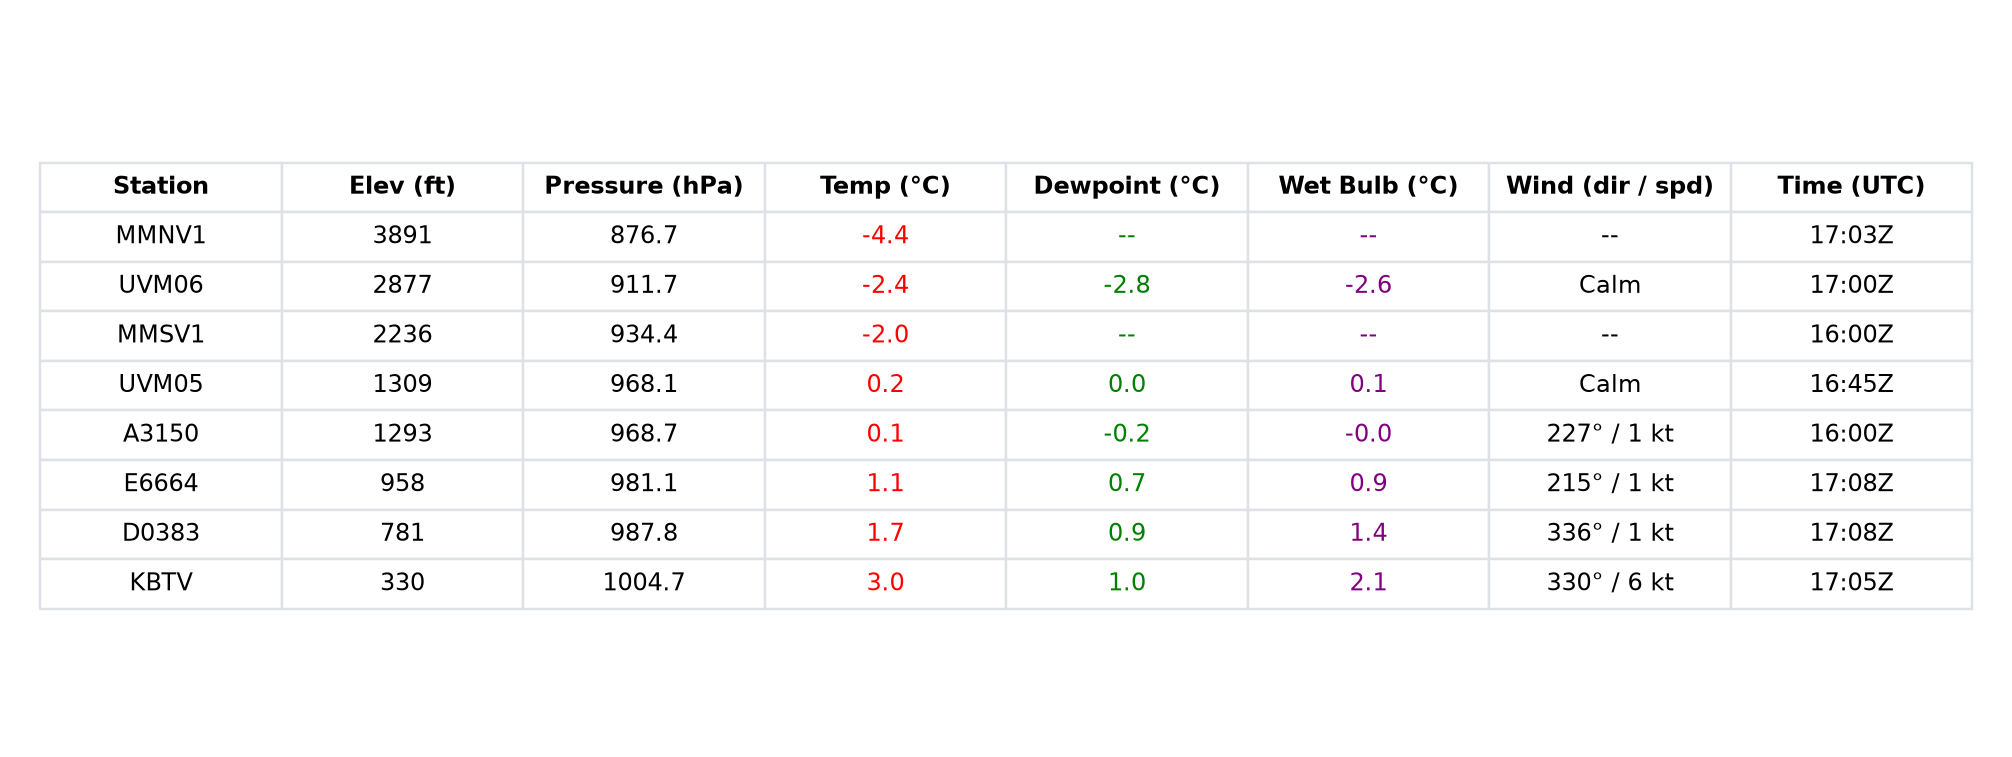 Station Elev (ft) Pressure (hPa) Temp (°C) Dewpoint (°C) Wet Bulb (°C) Wind (dir / spd) Time (UTC)
MMNV1 3891 876.7 -4.4 -- -- -- 17:03Z
UVM06 2877 911.7 -2.4 -2.8 -2.6 Calm 17:00Z
MMSV1 2236 934.4 -2.0 -- -- -- 16:00Z
UVM05 1309 968.1 0.2 0.0 0.1 Calm 16:45Z
A3150 1293 968.7 0.1 -0.2 -0.0 227° / 1 kt 16:00Z
E6664 958 981.1 1.1 0.7 0.9 215° / 1 kt 17:08Z
D0383 781 987.8 1.7 0.9 1.4 336° / 1 kt 17:08Z
KBTV 330 1004.7 3.0 1.0 2.1 330° / 6 kt 17:05Z